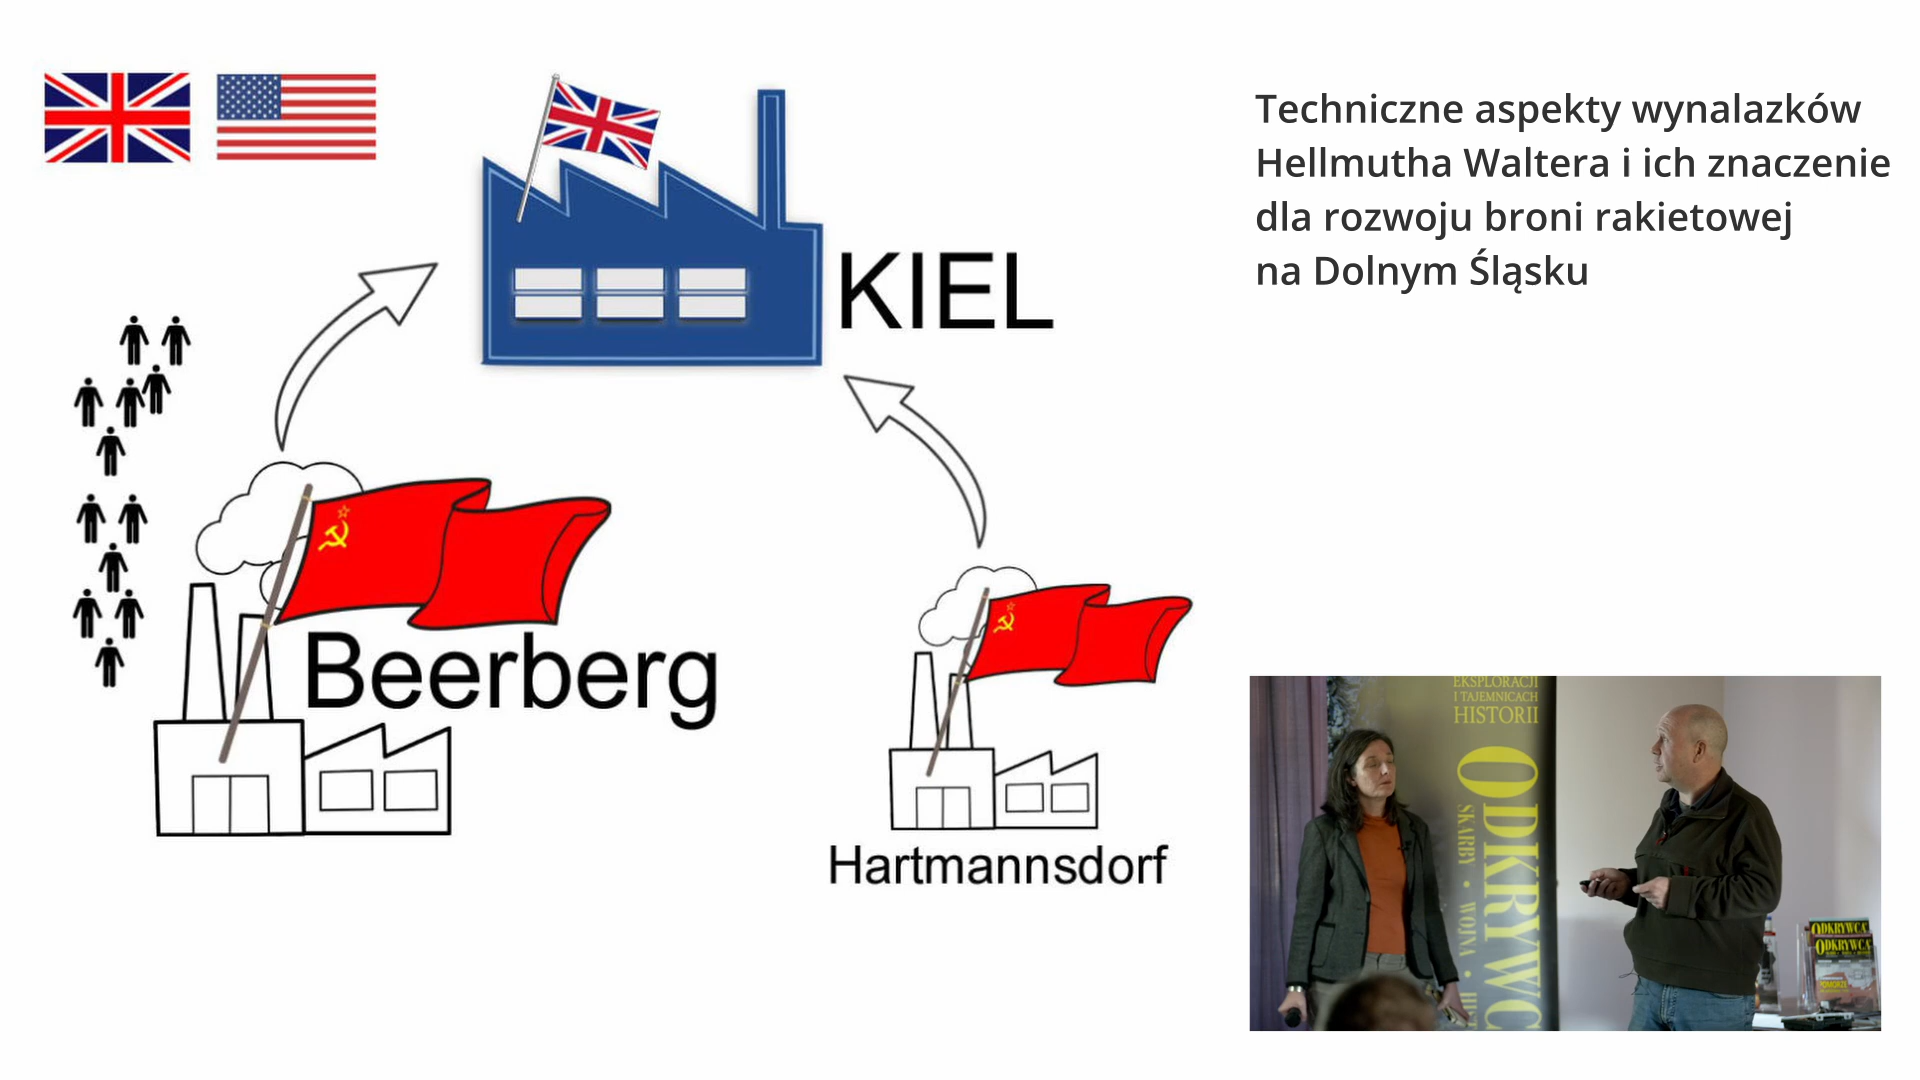 Techniczne aspekty wynalazków
Hellmutha Waltera i ich znaczenie
dla rozwoju broni rakietowej
na Dolnym Śląsku
KIEL
Beerberg
Hartmannsdorf
EKSPLORACJI
I TAJEMNICACH
HISTORII
ODKRYWC
SKARBY • WOJNA •
ODKRYWCA
ODKRYWCA